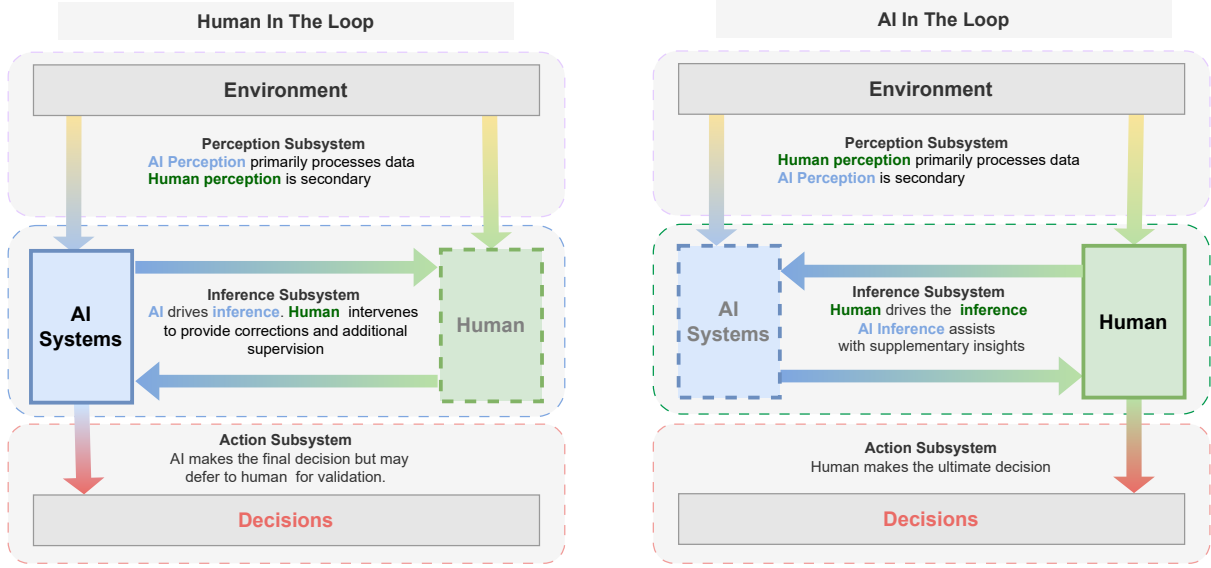 Human In The Loop
Environment
Perception Subsystem
AI Perception primarily processes data
Human perception is secondary
AI
Systems
Inference Subsystem
AI drives inference. Human intervenes
to provide corrections and additional
supervision
Human
Action Subsystem
AI makes the final decision but may
defer to human for validation.
Decisions
AI In The Loop
Environment
Perception Subsystem
Human perception primarily processes data
AI Perception is secondary
AI
Systems
Inference Subsystem
Human drives the inference
AI Inference assists
with supplementary insights
Human
Action Subsystem
Human makes the ultimate decision
Decisions